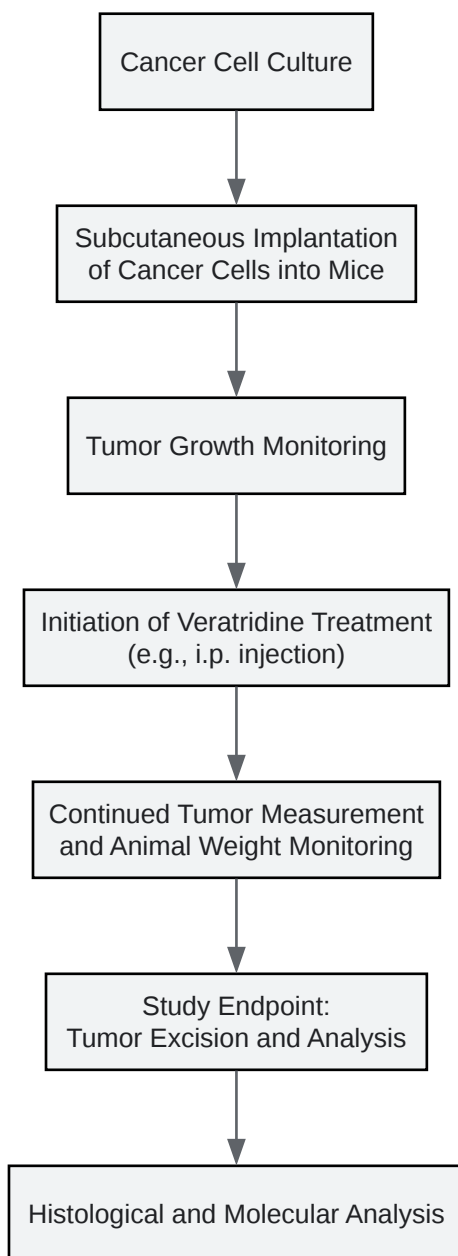 Cancer Cell Culture
Subcutaneous Implantation
of Cancer Cells into Mice
Tumor Growth Monitoring
Initiation of Veratridine Treatment
(e.g., i.p. injection)
Continued Tumor Measurement
and Animal Weight Monitoring
Study Endpoint:
Tumor Excision and Analysis
Histological and Molecular Analysis